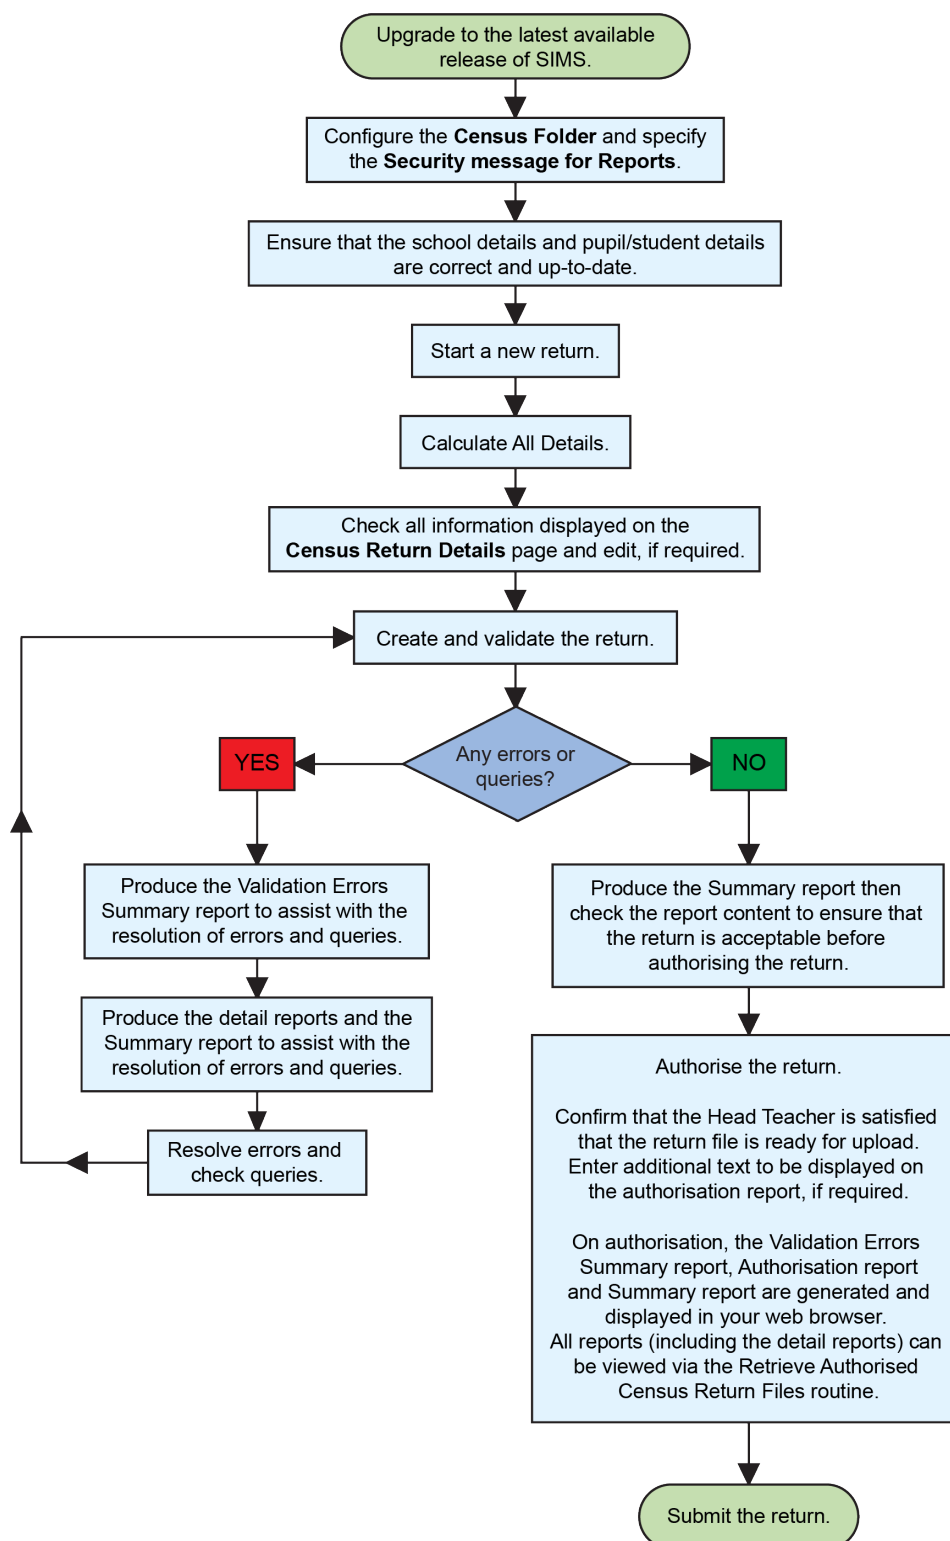 Upgrade to the latest available
release of SIMS.
Configure the Census Folder and specify
the Security message for Reports.
Ensure that the school details and pupil/student details
are correct and up-to-date.
Start a new return.
Calculate All Details.
Check all information displayed on the
Census Return Details page and edit, if required.
Create and validate the return.
Any errors or
queries?
YES
NO
Produce the Validation Errors
Summary report to assist with the
resolution of errors and queries.
Produce the detail reports and the
Summary report to assist with the
resolution of errors and queries.
Resolve errors and
check queries.
Produce the Summary report then
check the report content to ensure that
the return is acceptable before
authorising the return.
Authorise the return.
Confirm that the Head Teacher is satisfied
that the return file is ready for upload.
Enter additional text to be displayed on
the authorisation report, if required.
On authorisation, the Validation Errors
Summary report, Authorisation report
and Summary report are generated and
displayed in your web browser.
All reports (including the detail reports) can
be viewed via the Retrieve Authorised
Census Return Files routine.
Submit the return.